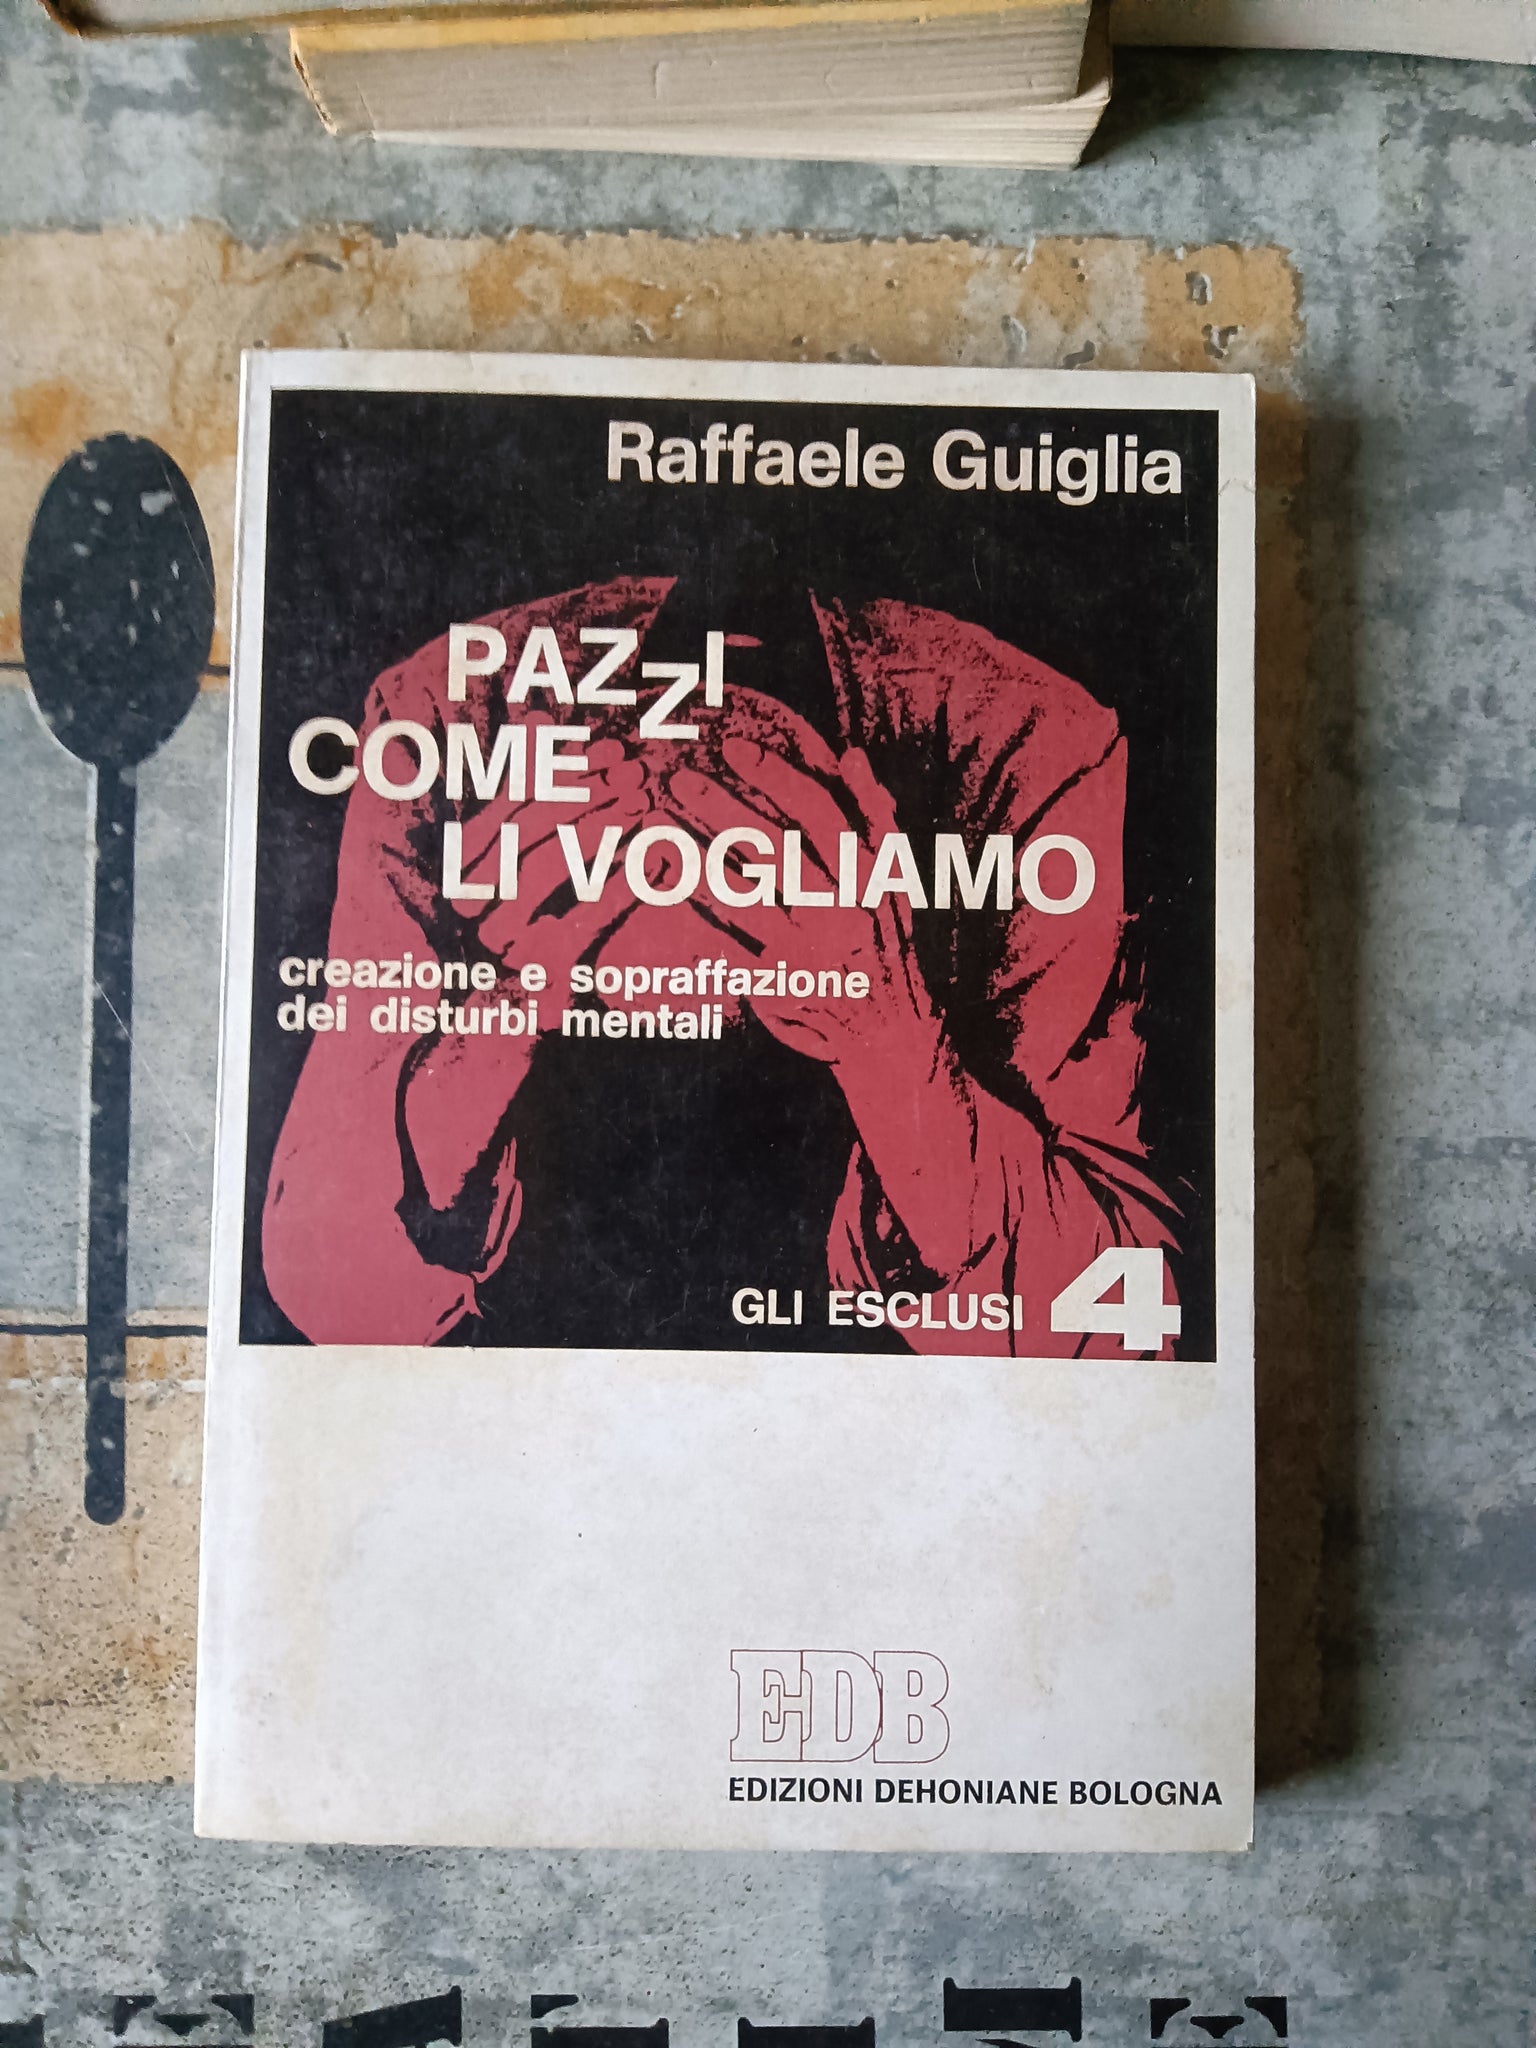 Raffaele Guiglia
PAZZI
COME
LI VOGLIAMO
creazione e sopraffazione
dei disturbi mentali
GLI ESCLUSI 4
EDB
EDIZIONI DEHONIANE BOLOGNA